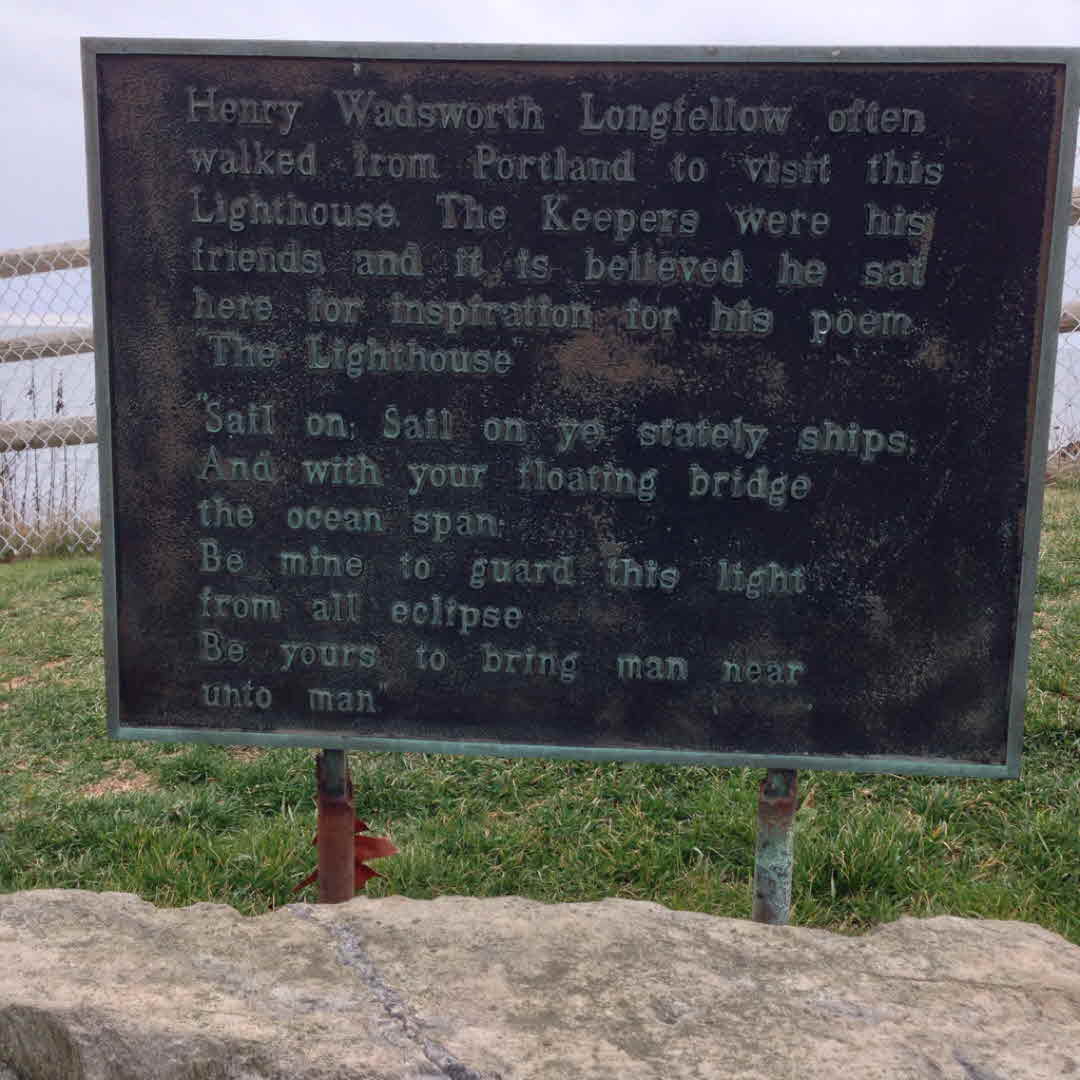 Henry Wadsworth Longfellow often
walked from Portland to visit this
Lighthouse. The Keepers were his
friends, and it is believed he sat
here for inspiration for his poem
"The Lighthouse"
"Sail on; Sail on ye stately ships;
And with your floating bridge
the ocean span;
Be mine to guard this light
from all eclipse
Be yours to bring man near
unto man."